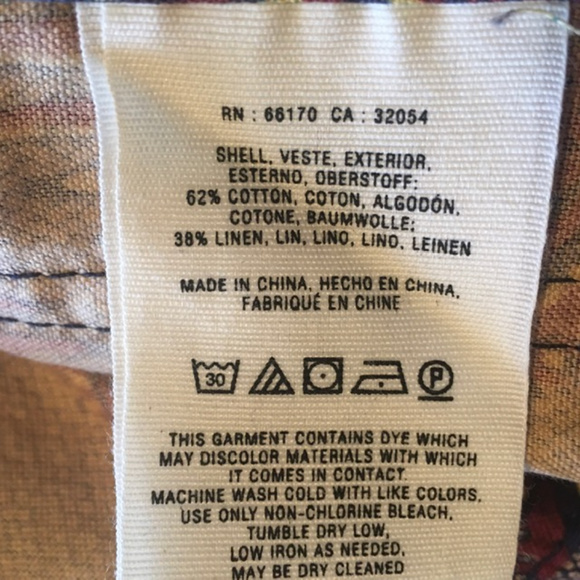 RN : 66170 CA : 32054
SHELL, VESTE, EXTERIOR,
ESTERNO, OBERSTOFF:
62% COTTON, COTON, ALGODÓN,
COTONE, BAUMWOLLE;
38% LINEN, LIN, LINO, LINO, LEINEN
MADE IN CHINA, HECHO EN CHINA,
FABRIQUÉ EN CHINE
30 P
THIS GARMENT CONTAINS DYE WHICH
MAY DISCOLOR MATERIALS WITH WHICH
IT COMES IN CONTACT.
MACHINE WASH COLD WITH LIKE COLORS,
USE ONLY NON-CHLORINE BLEACH,
TUMBLE DRY LOW,
LOW IRON AS NEEDED,
MAY BE DRY CLEANED